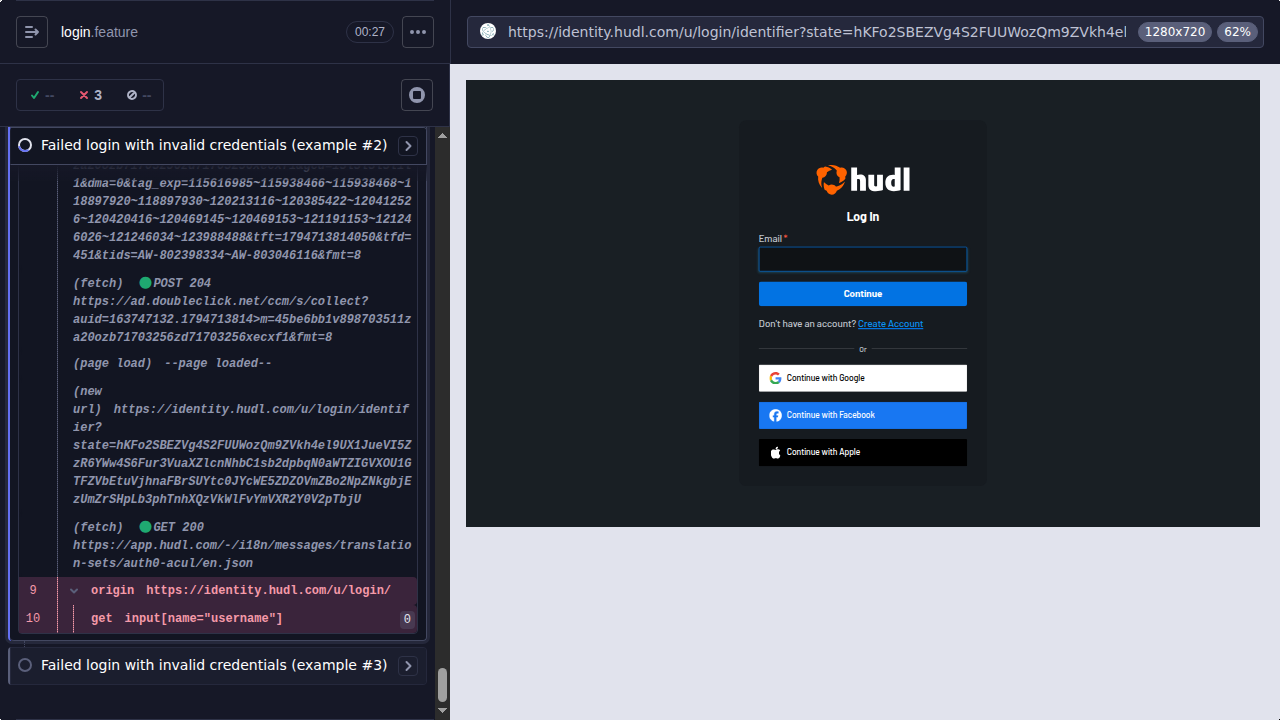 login.feature
00:27
--
3
--
Failed login with invalid credentials (example #2)
1&dma=0&tag_exp=115616985~115938466~115938468~1
18897920~118897930~120213116~120385422~12041252
6~120420416~120469145~120469153~121191153~12124
6026~121246034~123988488&tft=1794713814050&tfd=
451&tids=AW-802398334~AW-803046116&fmt=8
(fetch) POST 204
https://ad.doubleclick.net/ccm/s/collect?
auid=163747132.1794713814>m=45be6bb1v898703511z
a20ozb71703256zd71703256xecxf1&fmt=8
(page load) --page loaded--
(new
url) https://identity.hudl.com/u/login/identif
ier?
state=hKFo2SBEZVg4S2FUUWozQm9ZVkh4el9UX1JueVI5Z
zR6YWw4S6Fur3VuaXZlcnNhbC1sb2dpbqN0aWTZIGVXOU1G
TFZVbEtuVjhnaFBrSUYtc0JYcWE5ZDZOVmZBo2NpZNkgbjE
zUmZrSHpLb3phTnhXQzVkWlFvYmVXR2Y0V2pTbjU
(fetch) GET 200
https://app.hudl.com/-/i18n/messages/translatio
n-sets/auth0-acul/en.json
9 origin https://identity.hudl.com/u/login/
10 get input[name="username"] 0
Failed login with invalid credentials (example #3)
https://identity.hudl.com/u/login/identifier?state=hKFo2SBEZVg4S2FUUWozQm9ZVkh4el
1280x720
62%
hudl
Log In
Email *
Continue
Don't have an account? Create Account
Or
Continue with Google
Continue with Facebook
Continue with Apple